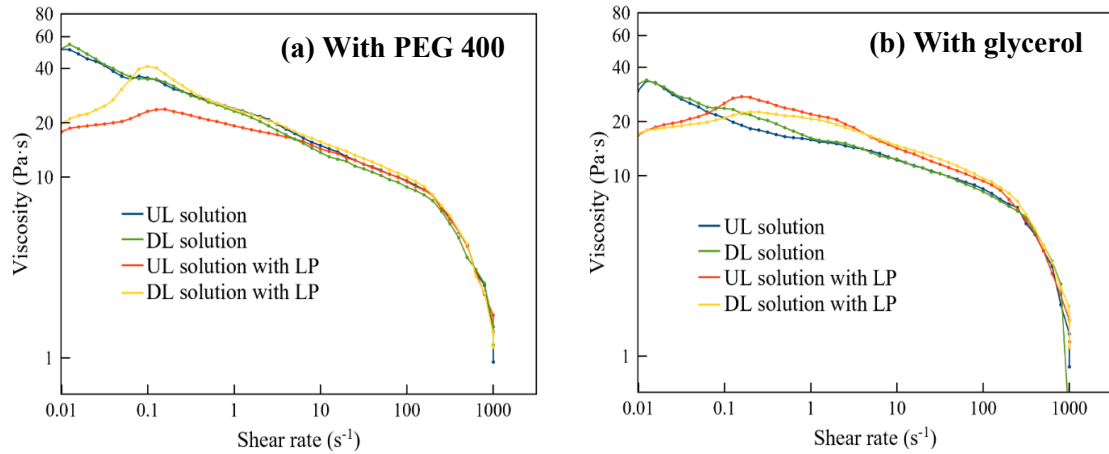 (a) With PEG 400
80
60
40
20
10
1
Viscosity (Pa·s)
UL solution
DL solution
UL solution with LP
DL solution with LP
0.01 0.1 1 10 100 1000
Shear rate (s⁻¹)
(b) With glycerol
80
60
40
20
10
1
Viscosity (Pa·s)
UL solution
DL solution
UL solution with LP
DL solution with LP
0.01 0.1 1 10 100 1000
Shear rate (s⁻¹)